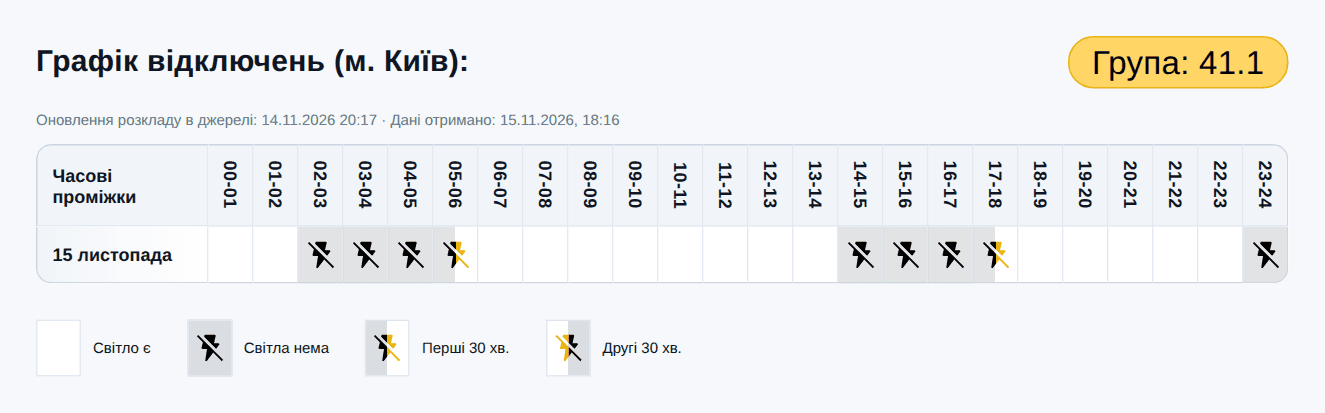 Графік відключень (м. Київ):
Група: 41.1
Оновлення розкладу в джерелі: 14.11.2026 20:17 · Дані отримано: 15.11.2026, 18:16
Часові
проміжки
00-01
01-02
02-03
03-04
04-05
05-06
06-07
07-08
08-09
09-10
10-11
11-12
12-13
13-14
14-15
15-16
16-17
17-18
18-19
19-20
20-21
21-22
22-23
23-24
15 листопада
Світло є
Світла нема
Перші 30 хв.
Другі 30 хв.